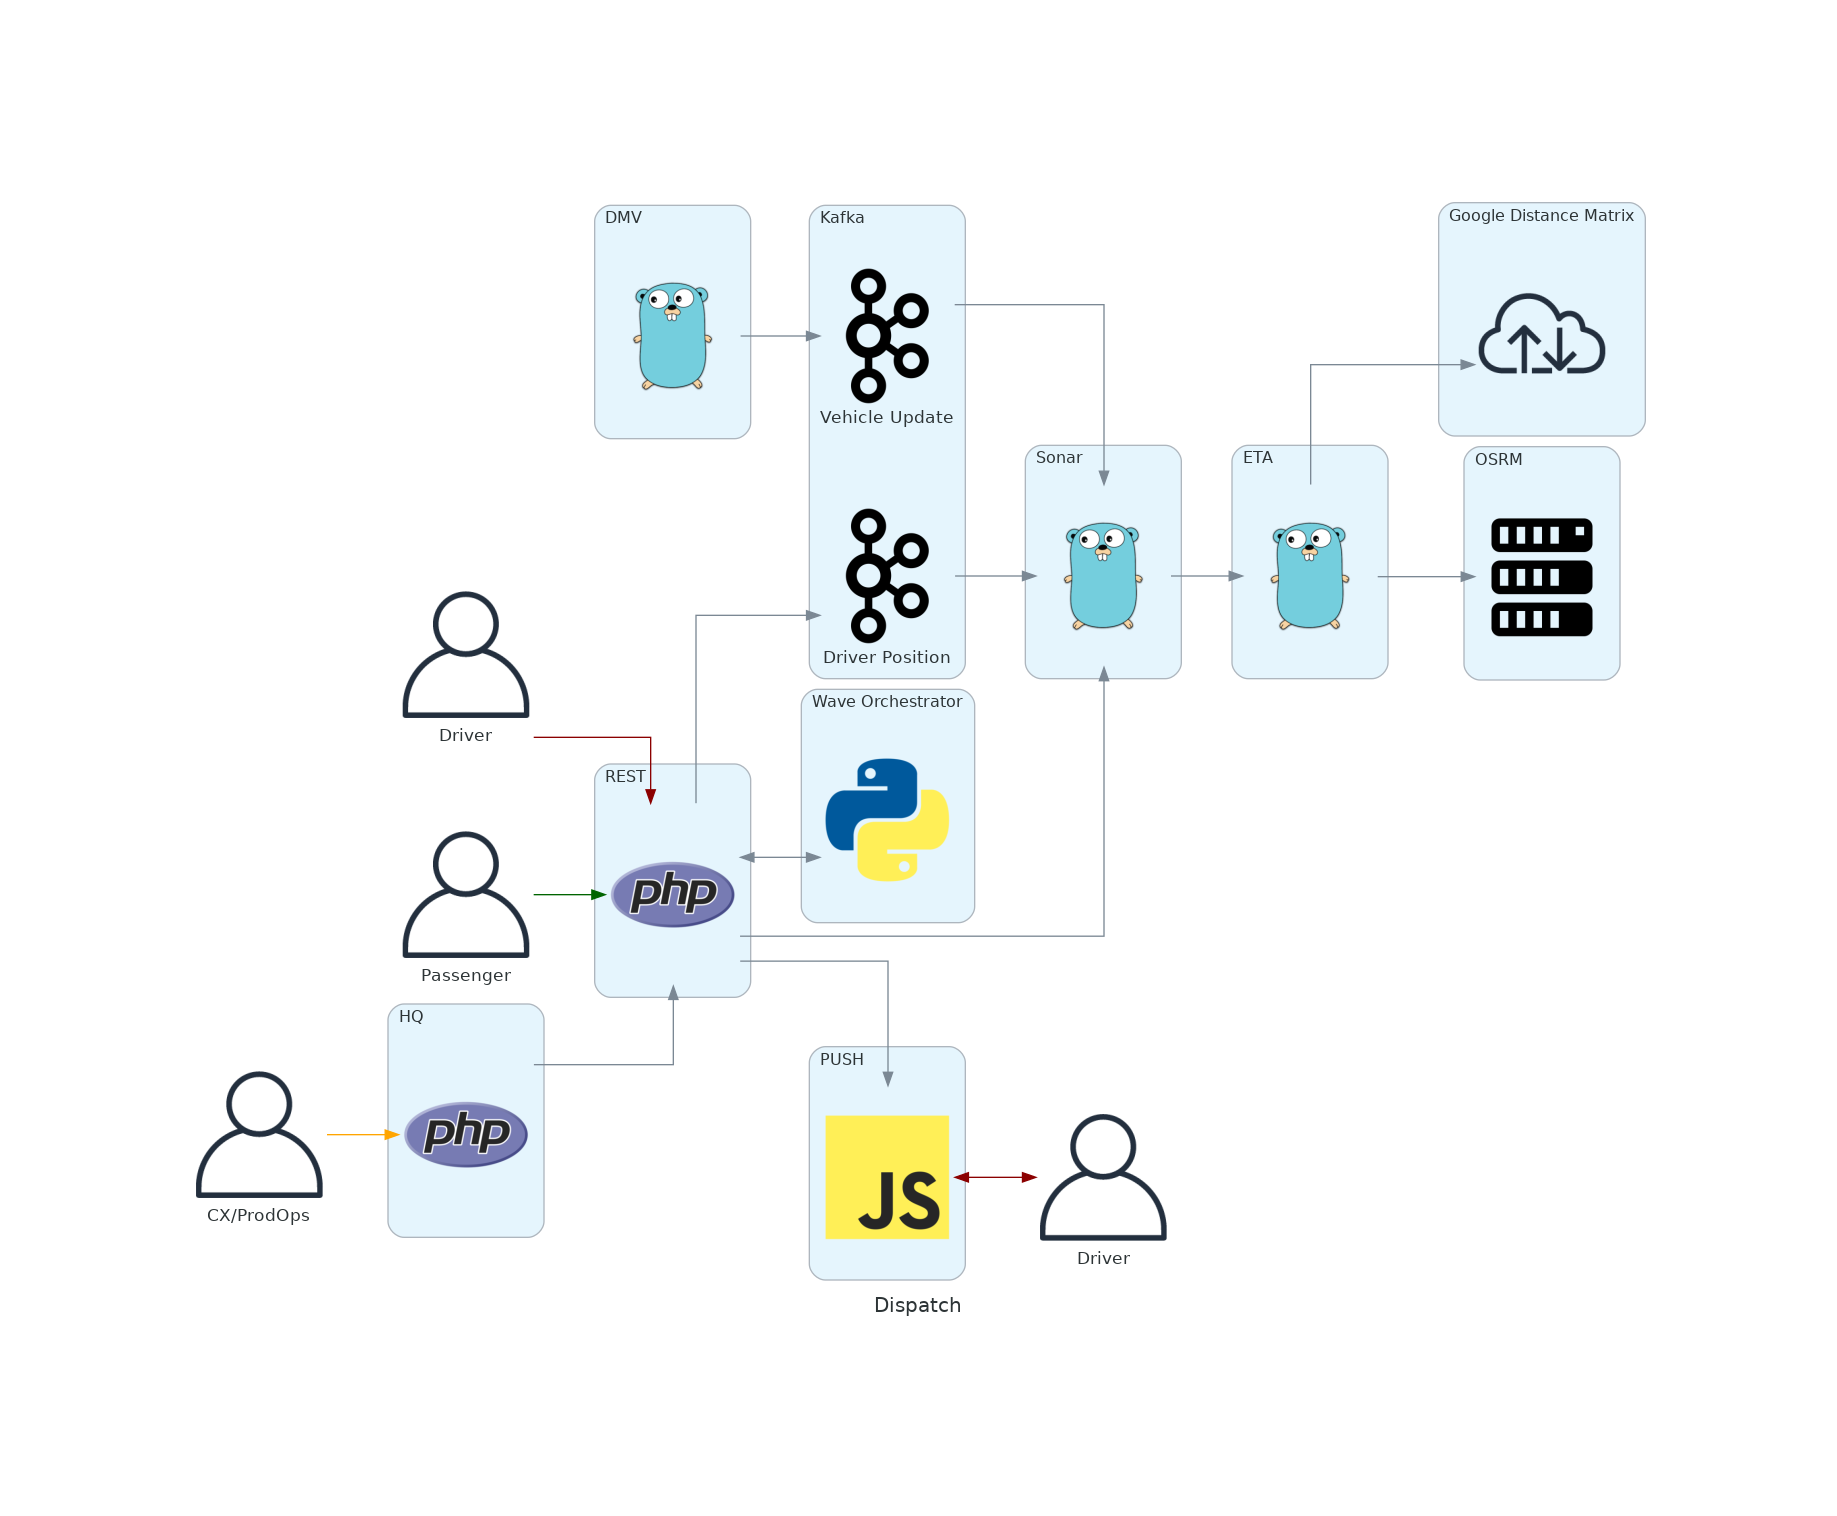 DMV
Kafka
Google Distance Matrix
Vehicle Update
Sonar
ETA
OSRM
Driver Position
Wave Orchestrator
Driver
REST
php
Passenger
HQ
php
CX/ProdOps
PUSH
JS
Driver
Dispatch